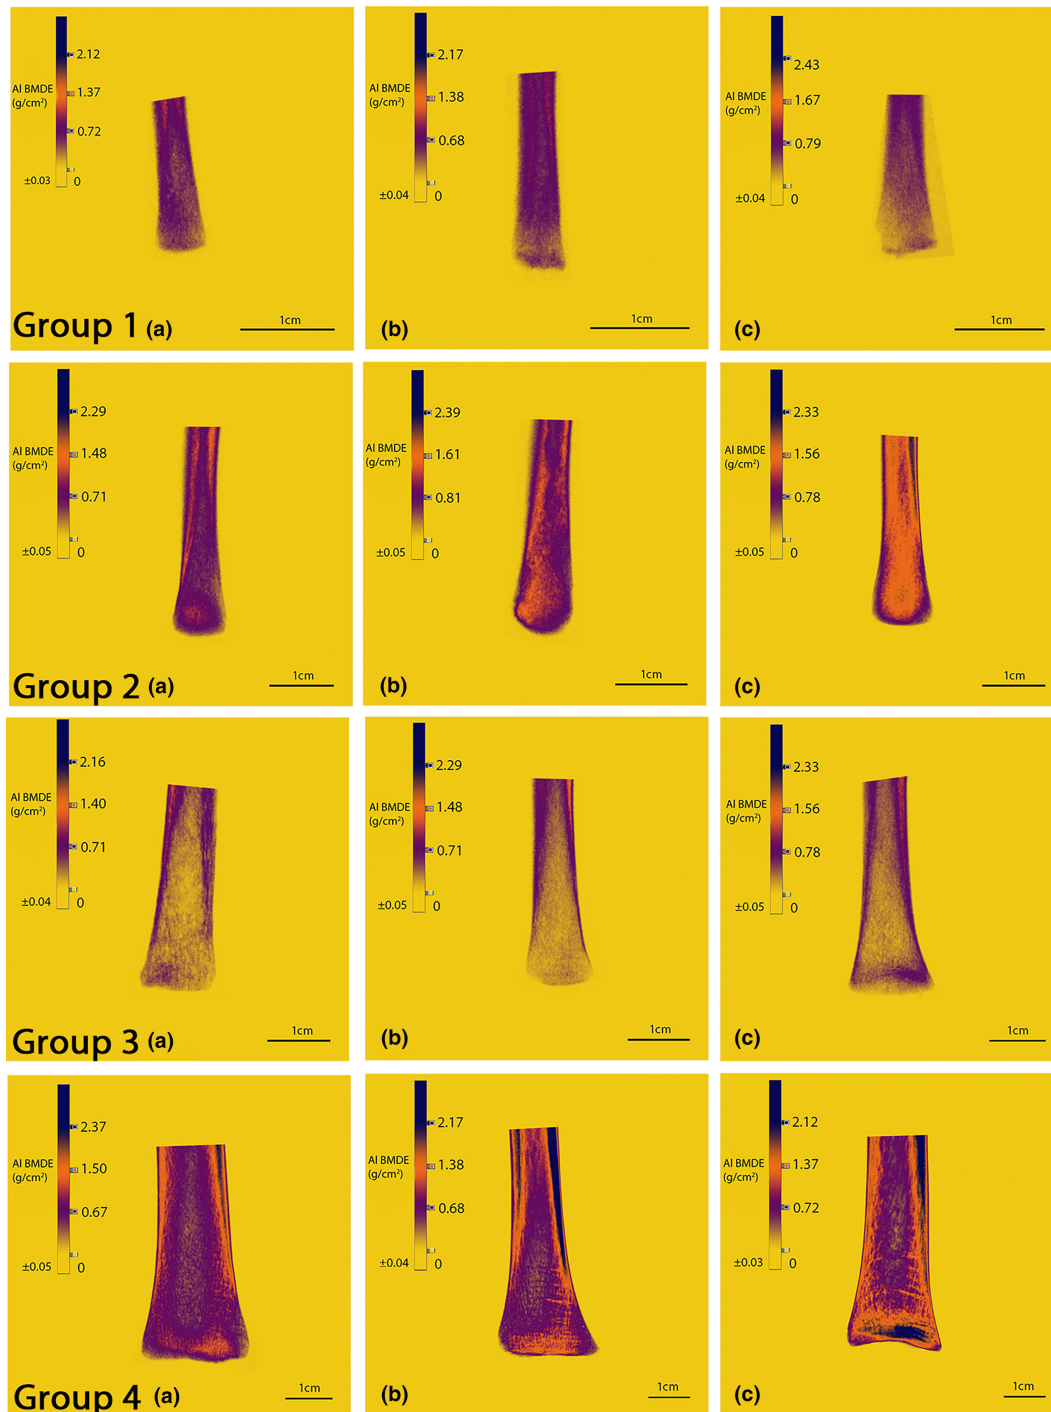 2.12
Al BMDE
(g/cm²)
1.37
0.72
±0.03
0
Group 1 (a)
1cm
2.17
Al BMDE
(g/cm²)
1.38
0.68
±0.04
0
(b)
1cm
2.43
Al BMDE
(g/cm²)
1.67
0.79
±0.04
0
(c)
1cm
2.29
Al BMDE
(g/cm²)
1.48
0.71
±0.05
0
Group 2 (a)
1cm
2.39
Al BMDE
(g/cm²)
1.61
0.81
±0.05
0
(b)
1cm
2.33
Al BMDE
(g/cm²)
1.56
0.78
±0.05
0
(c)
1cm
2.16
Al BMDE
(g/cm²)
1.40
0.71
±0.04
0
Group 3 (a)
1cm
2.29
Al BMDE
(g/cm²)
1.48
0.71
±0.05
0
(b)
1cm
2.33
Al BMDE
(g/cm²)
1.56
0.78
±0.05
0
(c)
1cm
2.37
Al BMDE
(g/cm²)
1.50
0.67
±0.05
0
Group 4 (a)
1cm
2.17
Al BMDE
(g/cm²)
1.38
0.68
±0.04
0
(b)
1cm
2.12
Al BMDE
(g/cm²)
1.37
0.72
±0.03
0
(c)
1cm